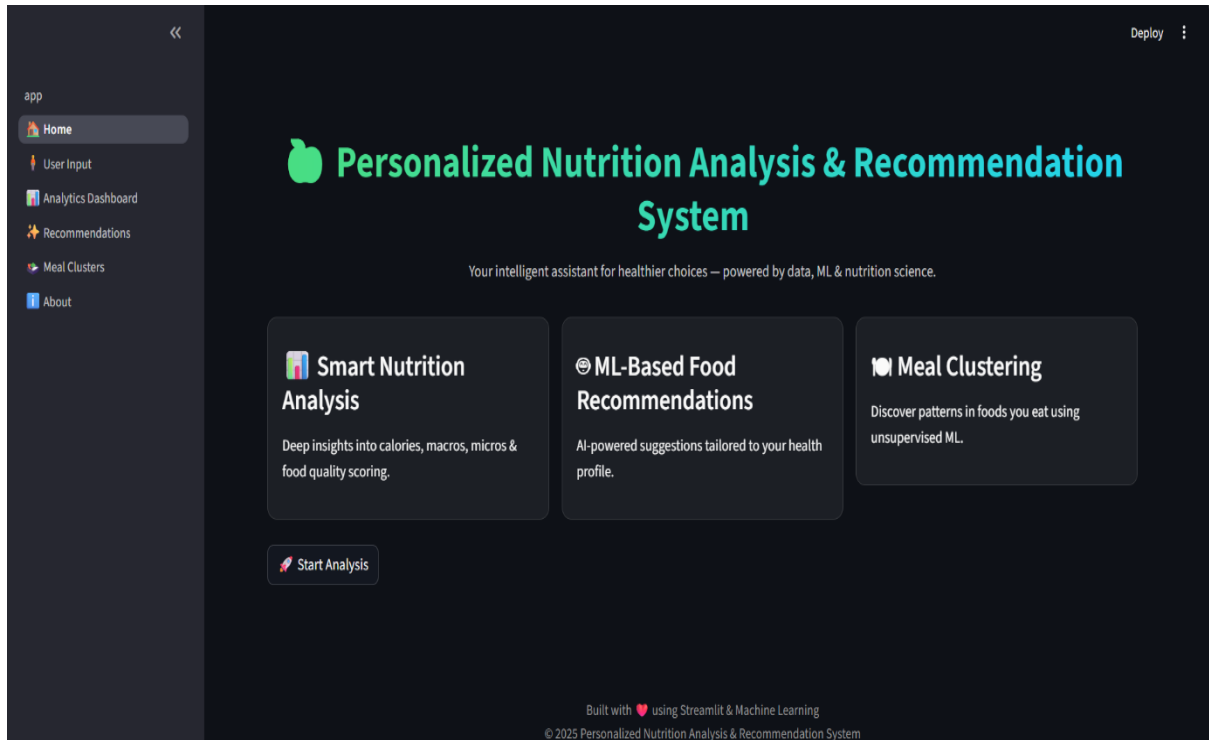 Deploy
app
Home
User Input
Analytics Dashboard
Recommendations
Meal Clusters
About
Personalized Nutrition Analysis & Recommendation
System
Your intelligent assistant for healthier choices — powered by data, ML & nutrition science.
Smart Nutrition
Analysis
Deep insights into calories, macros, micros &
food quality scoring.
ML-Based Food
Recommendations
AI-powered suggestions tailored to your health
profile.
Meal Clustering
Discover patterns in foods you eat using
unsupervised ML.
Start Analysis
Built with ❤️ using Streamlit & Machine Learning
© 2025 Personalized Nutrition Analysis & Recommendation System